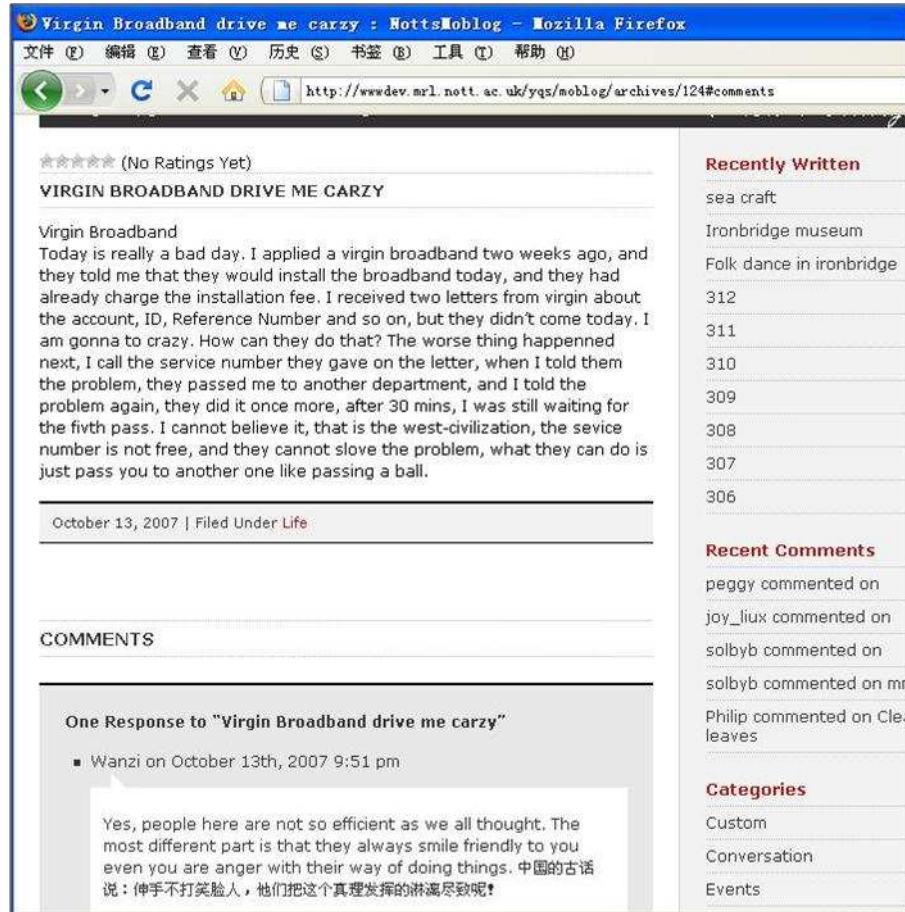 Virgin Broadband drive me carzy : NottsMoblog - Mozilla Firefox
文件 (F) 编辑 (E) 查看 (V) 历史 (S) 书签 (B) 工具 (T) 帮助 (H)
http://wwwdev.mrl.nott.ac.uk/yqs/moblog/archives/124#comments
(No Ratings Yet)
VIRGIN BROADBAND DRIVE ME CARZY
Virgin Broadband
Today is really a bad day. I applied a virgin broadband two weeks ago, and
they told me that they would install the broadband today, and they had
already charge the installation fee. I received two letters from virgin about
the account, ID, Reference Number and so on, but they didn't come today. I
am gonna to crazy. How can they do that? The worse thing happenned
next, I call the service number they gave on the letter, when I told them
the problem, they passed me to another department, and I told the
problem again, they did it once more, after 30 mins, I was still waiting for
the fivth pass. I cannot believe it, that is the west-civilization, the sevice
number is not free, and they cannot slove the problem, what they can do is
just pass you to another one like passing a ball.
October 13, 2007 | Filed Under Life
COMMENTS
One Response to "Virgin Broadband drive me carzy"
Wanzi on October 13th, 2007 9:51 pm
Yes, people here are not so efficient as we all thought. The
most different part is that they always smile friendly to you
even you are anger with their way of doing things. 中国的古话
说：伸手不打笑脸人，他们把这个真理发挥的淋漓尽致呢！
Recently Written
sea craft
Ironbridge museum
Folk dance in ironbridge
312
311
310
309
308
307
306
Recent Comments
peggy commented on
joy_liux commented on
solbyb commented on
solbyb commented on
Philip commented on
leaves
Categories
Custom
Conversation
Events